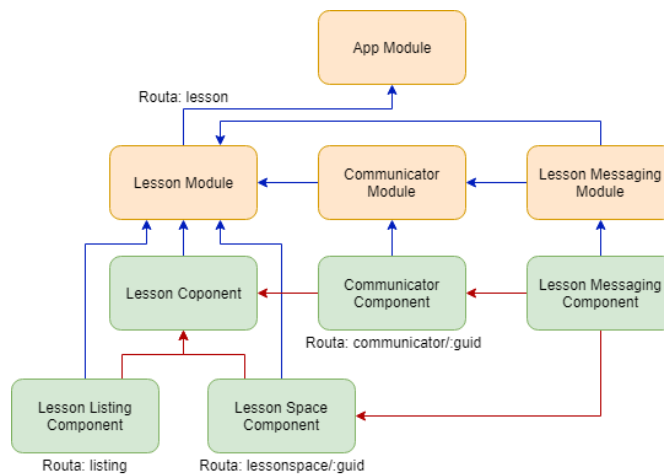 App Module
Routa: lesson
Lesson Module
Communicator
Module
Lesson Messaging
Module
Lesson Coponent
Communicator
Component
Lesson Messaging
Component
Routa: communicator/:guid
Lesson Listing
Component
Lesson Space
Component
Routa: listing
Routa: lessonspace/:guid